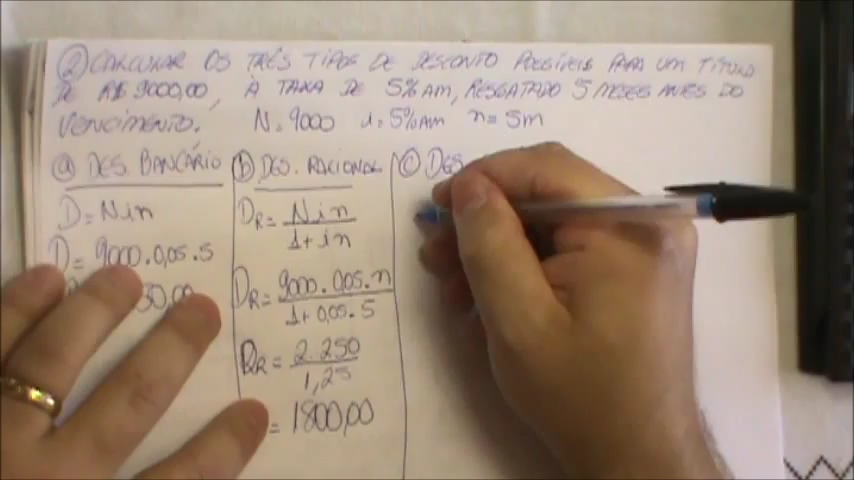 ② CALCULAR OS TRÊS TIPOS DE DESCONTO POSSÍVEIS PARA UM TÍTULO
DE R$ 9000,00, À TAXA DE 5% AM, RESGATADO 5 MESES ANTES DO
VENCIMENTO. N = 9000 i = 5% AM n = 5m
ⓐ DES. BANCÁRIO
D = Nin
D = 9000.0,05.5
50,00
ⓑ DES. RACIONAL
DR = Nin
1 + in
DR = 9000.0,05.n
1 + 0,05.5
DR = 2.250
1,25
= 1800,00
ⓒ DES